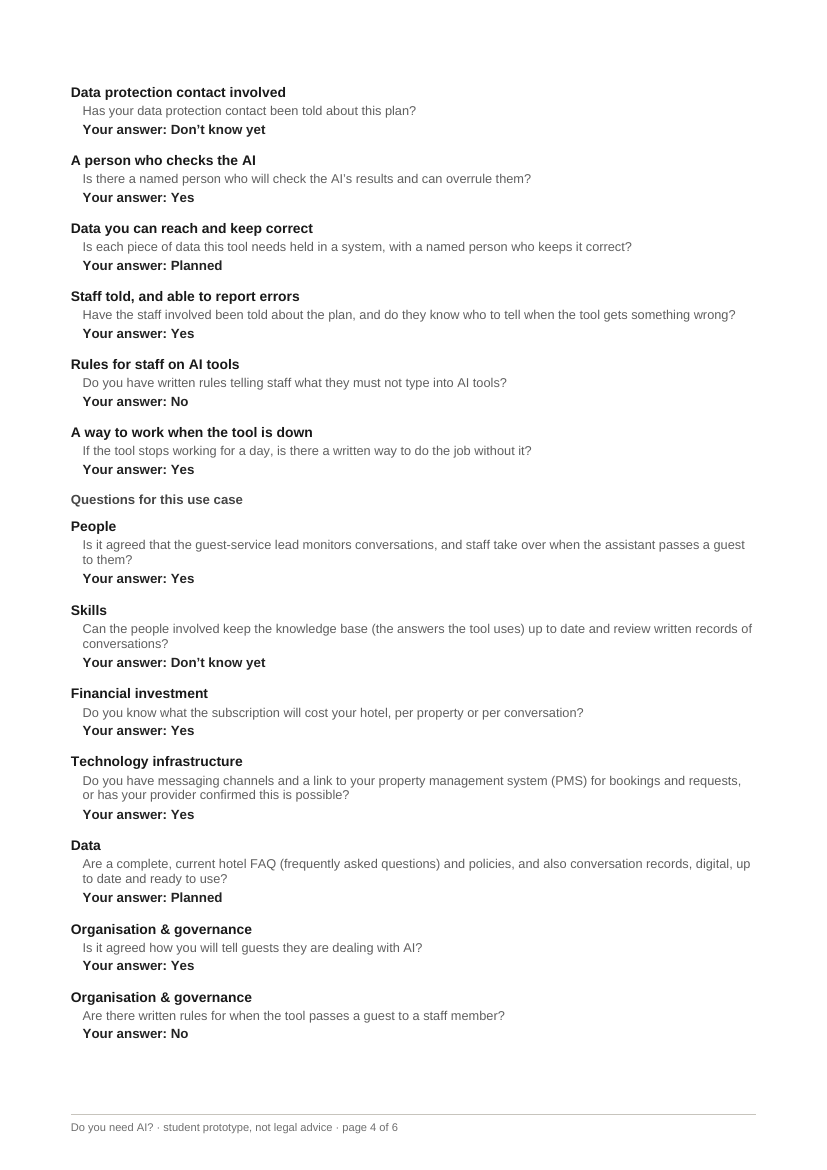 Data protection contact involved
Has your data protection contact been told about this plan?
Your answer: Don’t know yet
A person who checks the AI
Is there a named person who will check the AI’s results and can overrule them?
Your answer: Yes
Data you can reach and keep correct
Is each piece of data this tool needs held in a system, with a named person who keeps it correct?
Your answer: Planned
Staff told, and able to report errors
Have the staff involved been told about the plan, and do they know who to tell when the tool gets something wrong?
Your answer: Yes
Rules for staff on AI tools
Do you have written rules telling staff what they must not type into AI tools?
Your answer: No
A way to work when the tool is down
If the tool stops working for a day, is there a written way to do the job without it?
Your answer: Yes
Questions for this use case
People
Is it agreed that the guest-service lead monitors conversations, and staff take over when the assistant passes a guest
to them?
Your answer: Yes
Skills
Can the people involved keep the knowledge base (the answers the tool uses) up to date and review written records of
conversations?
Your answer: Don’t know yet
Financial investment
Do you know what the subscription will cost your hotel, per property or per conversation?
Your answer: Yes
Technology infrastructure
Do you have messaging channels and a link to your property management system (PMS) for bookings and requests,
or has your provider confirmed this is possible?
Your answer: Yes
Data
Are a complete, current hotel FAQ (frequently asked questions) and policies, and also conversation records, digital, up
to date and ready to use?
Your answer: Planned
Organisation & governance
Is it agreed how you will tell guests they are dealing with AI?
Your answer: Yes
Organisation & governance
Are there written rules for when the tool passes a guest to a staff member?
Your answer: No
Do you need AI? · student prototype, not legal advice · page 4 of 6